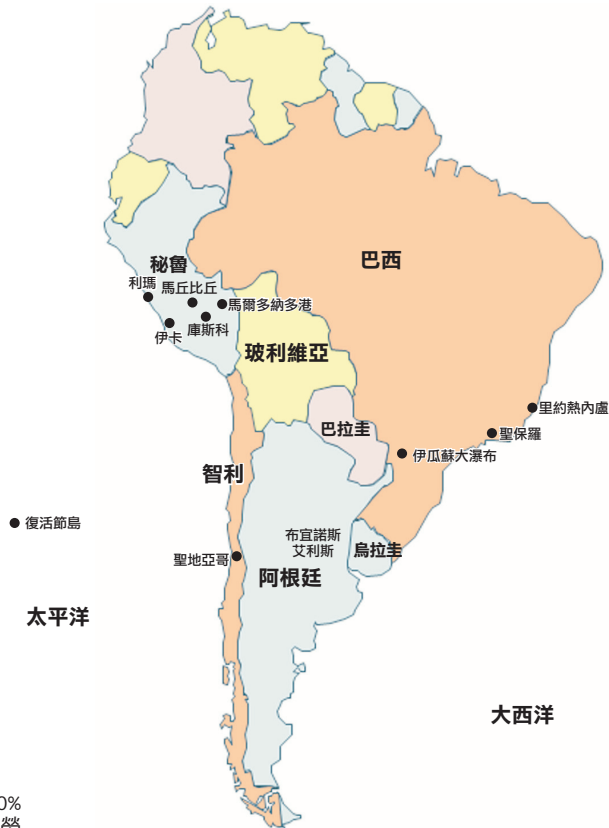 秘魯
巴西
利瑪
馬丘比丘
馬爾多納多港
庫斯科
伊卡
玻利維亞
里約熱內盧
巴拉圭
聖保羅
伊瓜蘇大瀑布
智利
復活節島
布宜諾斯
艾利斯
烏拉圭
聖地亞哥
阿根廷
太平洋
大西洋
0%